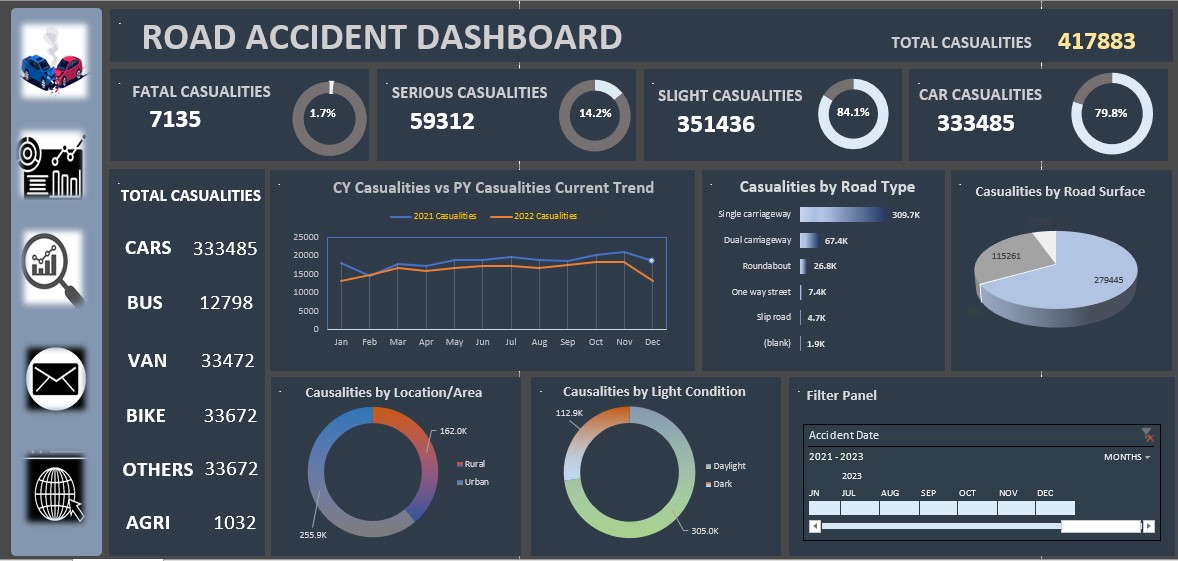 ROAD ACCIDENT DASHBOARD
TOTAL CASUALITIES 417883
FATAL CASUALITIES
7135
1.7%
SERIOUS CASUALITIES
59312
14.2%
SLIGHT CASUALITIES
351436
84.1%
CAR CASUALITIES
333485
79.8%
TOTAL CASUALITIES
CARS 333485
BUS 12798
VAN 33472
BIKE 33672
OTHERS 33672
AGRI 1032
CY Casualities vs PY Casualities Current Trend
2021 Casualities 2022 Casualities
25000
20000
15000
10000
5000
0
Jan Feb Mar Apr May Jun Jul Aug Sep Oct Nov Dec
Casualities by Road Type
Single carriageway 309.7K
Dual carriageway 67.4K
Roundabout 26.8K
One way street 7.4K
Slip road 4.7K
(blank) 1.9K
Casualities by Road Surface
115261
279445
Causalities by Location/Area
162.0K
Rural
Urban
255.9K
Causalities by Light Condition
112.9K
Daylight
Dark
305.0K
Filter Panel
Accident Date
2021 - 2023 MONTHS
2023
JN JUL AUG SEP OCT NOV DEC